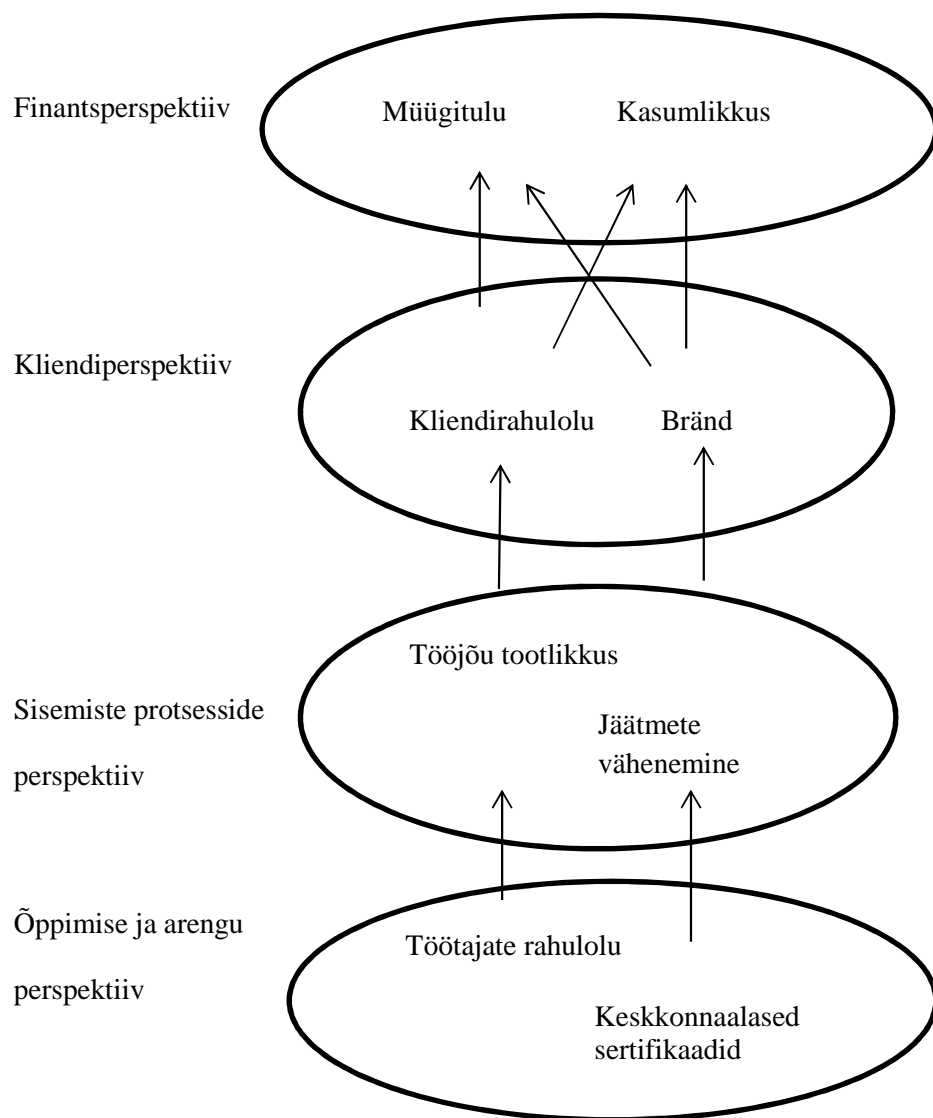 Finantsperspektiiv
Müügitulu
Kasumlikkus
Kliendiperspektiiv
Kliendirahulolu
Bränd
Sisemiste protsesside
perspektiiv
Tööjõu tootlikkus
Jäätmete
vähenemine
Õppimise ja arengu
perspektiiv
Töötajate rahulolu
Keskkonnaalased
sertifikaadid